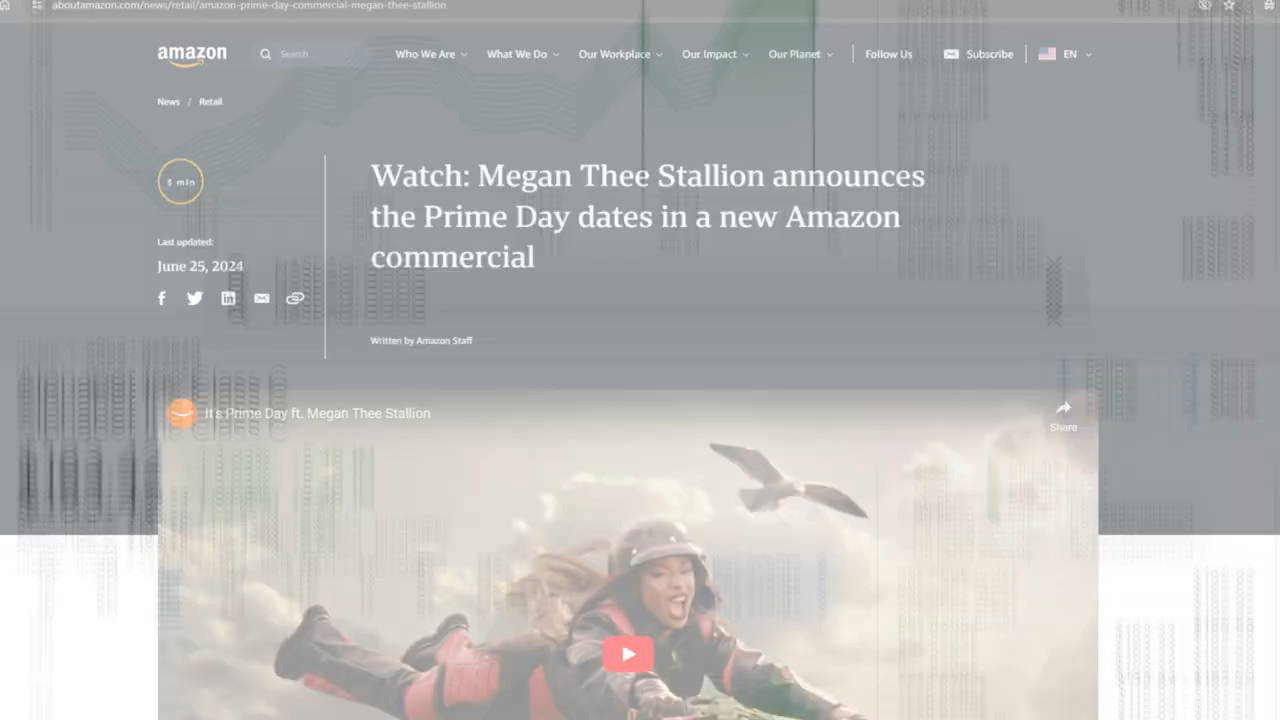 aboutamazon.com/news/retail/amazon-prime-day-commercial-megan-thee-stallion
amazon
Search
Who We Are
What We Do
Our Workplace
Our Impact
Our Planet
Follow Us
Subscribe
EN
News / Retail
3 min
Last updated:
June 25, 2024
Watch: Megan Thee Stallion announces
the Prime Day dates in a new Amazon
commercial
Written by Amazon Staff
It's Prime Day ft. Megan Thee Stallion
Share